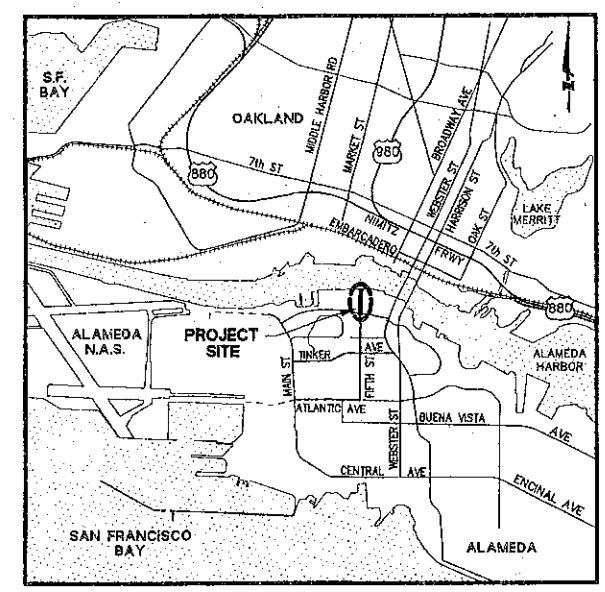 S.F.
BAY
OAKLAND
MIDDLE HARBOR RD
MARKET ST
980
BROADWAY AVE
WEBSTER ST
HARRISON ST
OAK ST
N
7th ST
880
LAKE
MERRITT
NIMITZ
FRWY
EMBARCADERO
7th ST
880
ALAMEDA
N.A.S.
PROJECT
SITE
ALAMEDA
HARBOR
MAIN ST
TINKER AVE
FIFTH ST
ATLANTIC AVE
WEBSTER ST
BUENA VISTA AVE
CENTRAL AVE
ENCINAL AVE
SAN FRANCISCO
BAY
ALAMEDA